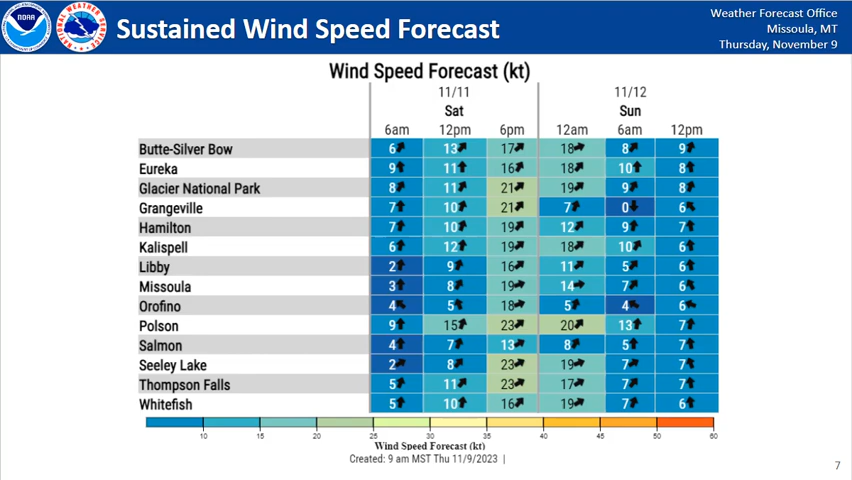 NOAA
NATIONAL WEATHER SERVICE
Sustained Wind Speed Forecast
Weather Forecast Office
Missoula, MT
Thursday, November 9
Wind Speed Forecast (kt)
11/11 11/12
Sat Sun
6am 12pm 6pm 12am 6am 12pm
Butte-Silver Bow 6 13 17 18 8 9
Eureka 9 11 16 18 10 8
Glacier National Park 8 11 21 19 9 8
Grangeville 7 10 21 7 0 6
Hamilton 7 10 19 12 9 7
Kalispell 6 12 19 18 10 6
Libby 2 9 16 11 5 6
Missoula 3 8 19 14 7 6
Orofino 4 5 18 5 4 6
Polson 9 15 23 20 13 7
Salmon 4 7 13 8 5 7
Seeley Lake 2 8 23 19 7 7
Thompson Falls 5 11 23 17 7 7
Whitefish 5 10 16 19 7 6
10 15 20 25 30 35 40 45 50 60
Wind Speed Forecast (kt)
Created: 9 am MST Thu 11/9/2023 |
7